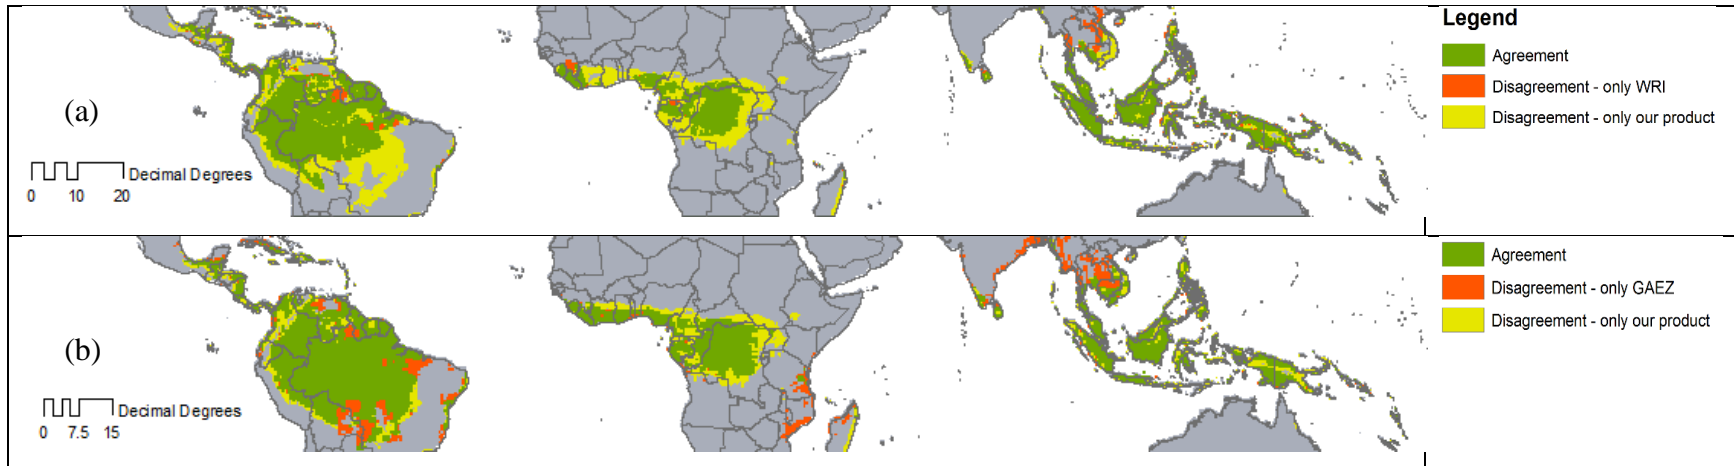 Legend
Agreement
Disagreement - only WRI
Disagreement - only our product
(a)
Decimal Degrees
0 10 20
Agreement
Disagreement - only GAEZ
Disagreement - only our product
(b)
Decimal Degrees
0 7.5 15